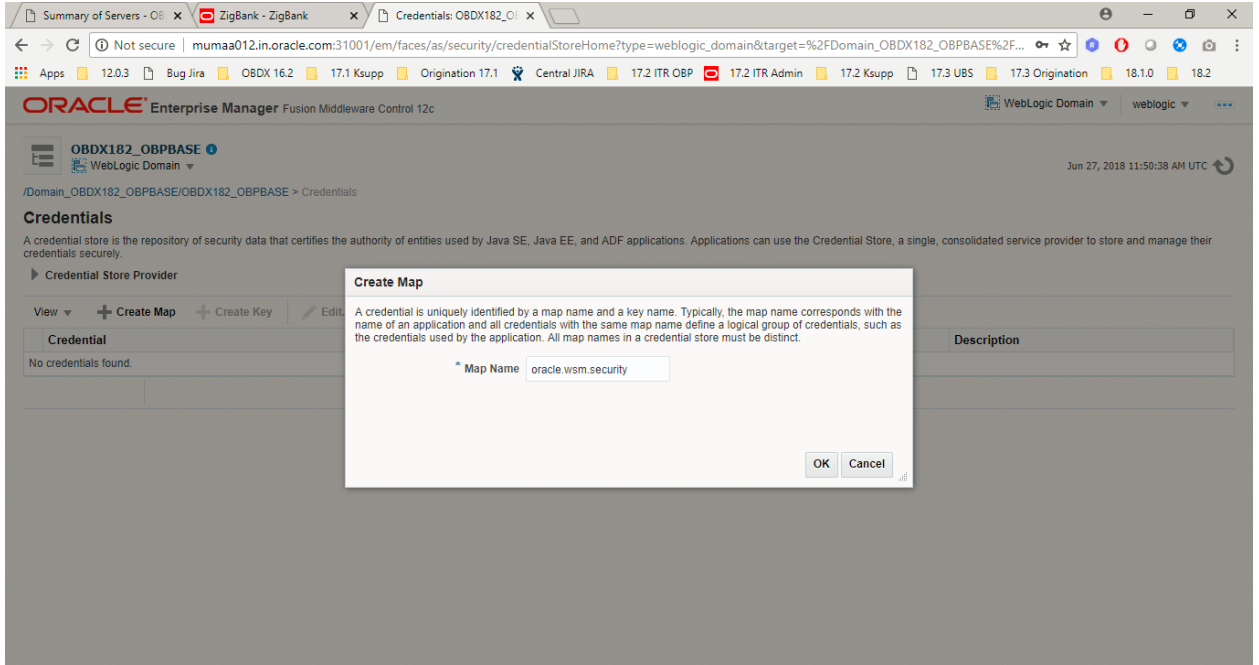 Summary of Servers - OB
ZigBank - ZigBank
Credentials: OBDX182_OB
Not secure | mumaa012.in.oracle.com:31001/em/faces/as/security/credentialStoreHome?type=weblogic_domain&target=%2FDomain_OBDX182_OBPBASE%2F...
Apps 12.0.3 Bug Jira OBDX 16.2 17.1 Ksupp Origination 17.1 Central JIRA 17.2 ITR OBP 17.2 ITR Admin 17.2 Ksupp 17.3 UBS 17.3 Origination 18.1.0 18.2
ORACLE Enterprise Manager Fusion Middleware Control 12c
WebLogic Domain weblogic
OBDX182_OBPBASE
WebLogic Domain
Jun 27, 2018 11:50:38 AM UTC
/Domain_OBDX182_OBPBASE/OBDX182_OBPBASE > Credentials
Credentials
A credential store is the repository of security data that certifies the authority of entities used by Java SE, Java EE, and ADF applications. Applications can use the Credential Store, a single, consolidated service provider to store and manage their
credentials securely.
Credential Store Provider
View Create Map Create Key Edit.
Credential Description
No credentials found.
Create Map
A credential is uniquely identified by a map name and a key name. Typically, the map name corresponds with the
name of an application and all credentials with the same map name define a logical group of credentials, such as
the credentials used by the application. All map names in a credential store must be distinct.
* Map Name oracle.wsm.security
OK Cancel